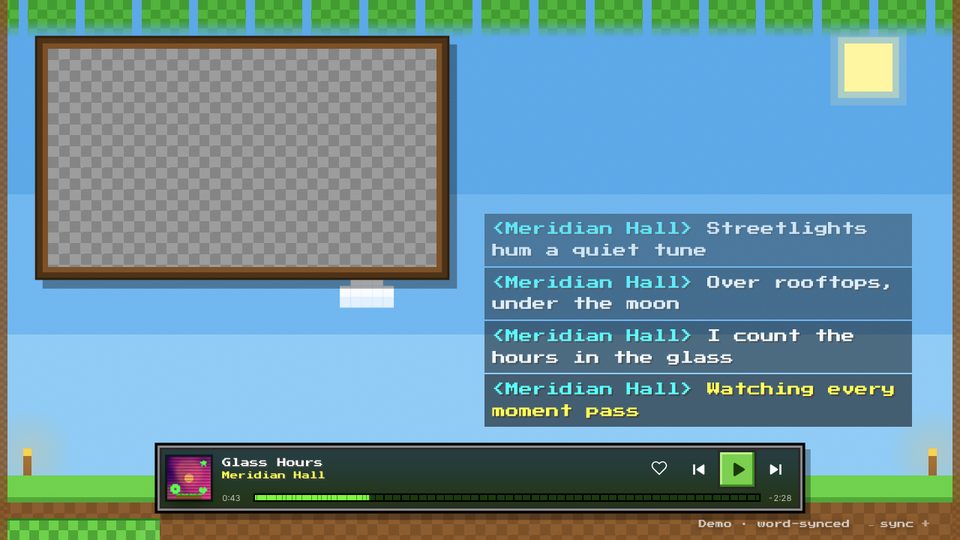 <Meridian Hall> Streetlights
hum a quiet tune
<Meridian Hall> Over rooftops,
under the moon
<Meridian Hall> I count the
hours in the glass
<Meridian Hall> Watching every
moment pass
Glass Hours
Meridian Hall
0:43
-2:28
Demo · word-synced
- sync +